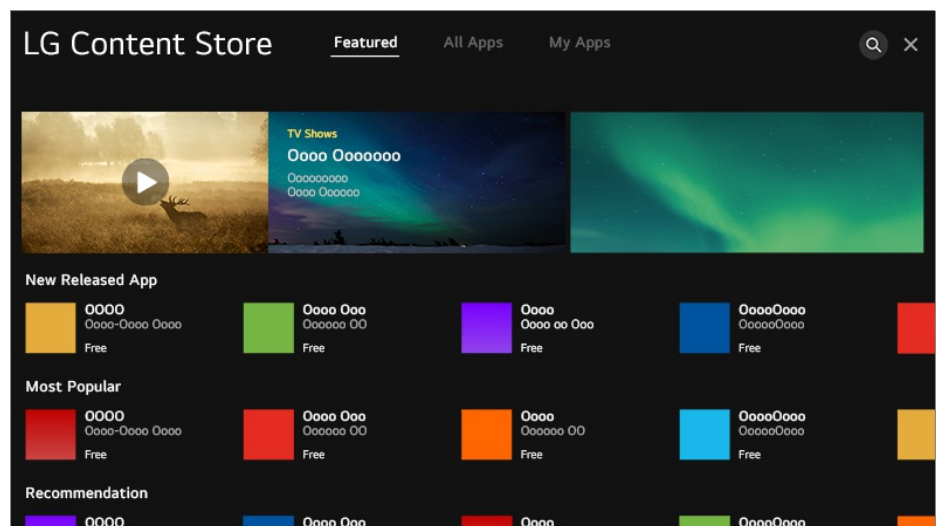 LG Content Store
Featured
All Apps
My Apps
TV Shows
Oooo Ooooooo
Ooooooooo
Oooo Oooooo
New Released App
OOOO
Oooo-Oooo Oooo
Free
Oooo Ooo
Oooooo OO
Free
Oooo
Oooo oo Ooo
Free
OoooOooo
OooooOooo
Free
Most Popular
OOOO
Oooo-Oooo Oooo
Free
Oooo Ooo
Oooooo OO
Free
Oooo
Oooooo OO
Free
OoooOooo
OooooOooo
Free
Recommendation
OOOO
Oooo Ooo
Oooo
OoooOooo